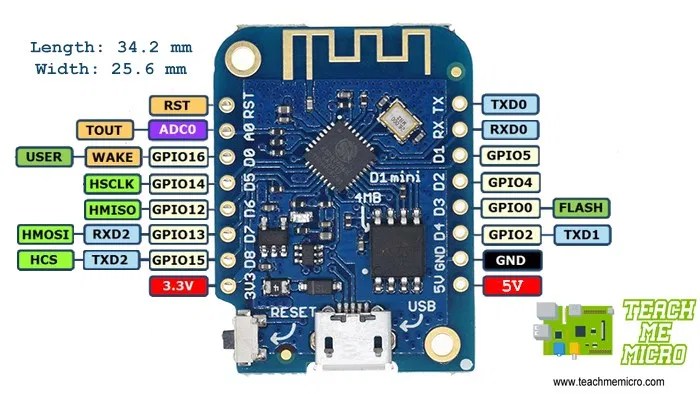 Length: 34.2 mm
Width: 25.6 mm
RST RST TX TXD0
TOUT ADC0 A0 RX RXD0
USER WAKE GPIO16 D0 D1 GPIO5
GPIO14 HSCLK D5 D2 GPIO4
HMISO GPIO12 D6 D3 GPIO0 FLASH
HMOSI RXD2 GPIO13 D7 D4 GPIO2 TXD1
HCS TXD2 GPIO15 D8 GND GND
3.3V 3V3 5V 5V
D1 mini
4MB
RESET
USB
TEACH
ME
MICRO
www.teachmemicro.com